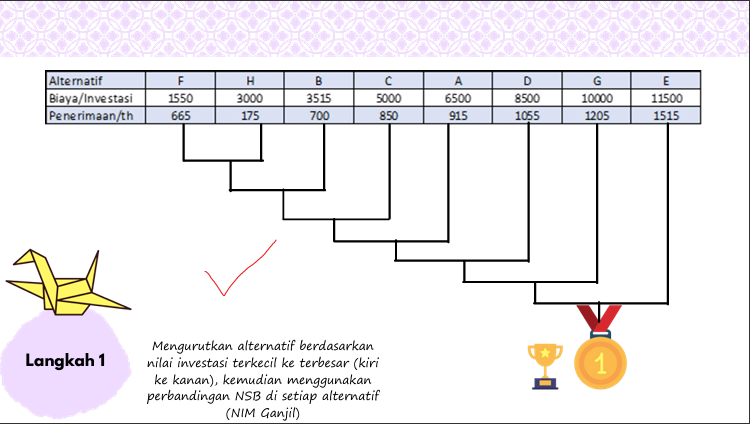 Alternatif F H B C A D G E
Biaya/Investasi 1550 3000 3515 5000 6500 8500 10000 11500
Penerimaan/th 665 175 700 850 915 1055 1205 1515
1
Langkah 1
Mengurutkan alternatif berdasarkan
nilai investasi terkecil ke terbesar (kiri
ke kanan), kemudian menggunakan
perbandingan NSB di setiap alternatif
(NIM Ganjil)